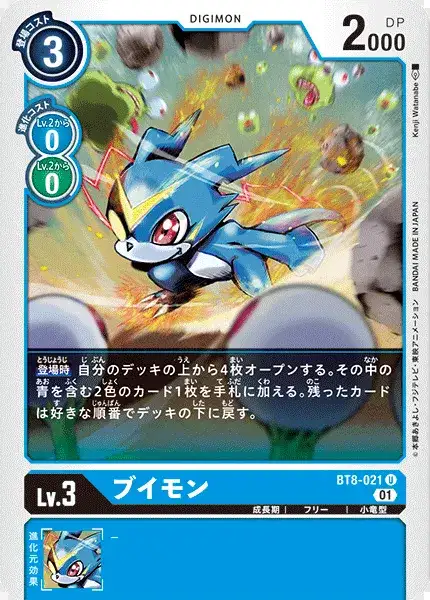 登場コスト
3
DIGIMON
DP
2000
進化コスト
Lv.2から
0
Lv.2から
0
Kenji Watanabe
© 本郷あきよし・フジテレビ・東映アニメーション BANDAI MADE IN JAPAN
登場時 自分のデッキの上から4枚オープンする。その中の
青を含む2色のカード1枚を手札に加える。残ったカード
は好きな順番でデッキの下に戻す。
BT8-021 U
Lv.3
ブイモン
01
成長期 | フリー | 小竜型
進化元効果
–